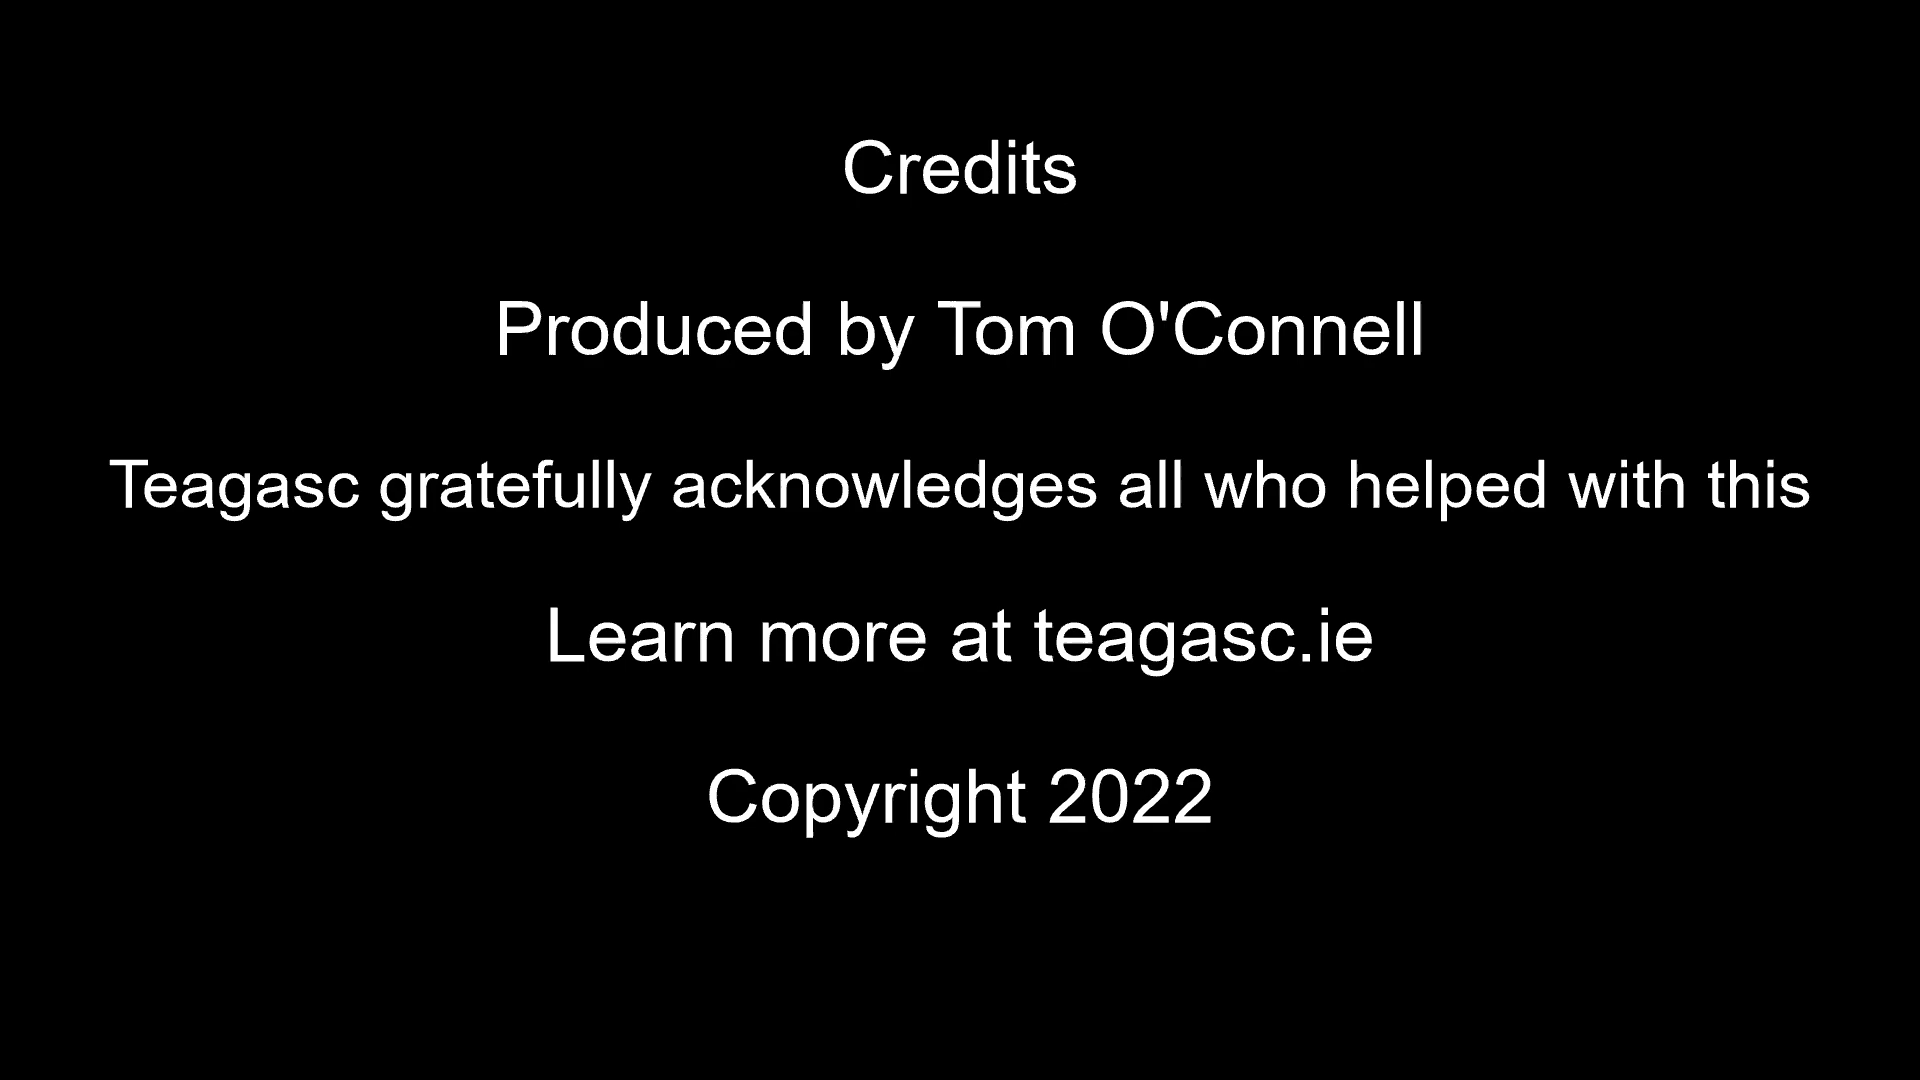 Credits
Produced by Tom O'Connell
Teagasc gratefully acknowledges all who helped with this
Learn more at teagasc.ie
Copyright 2022